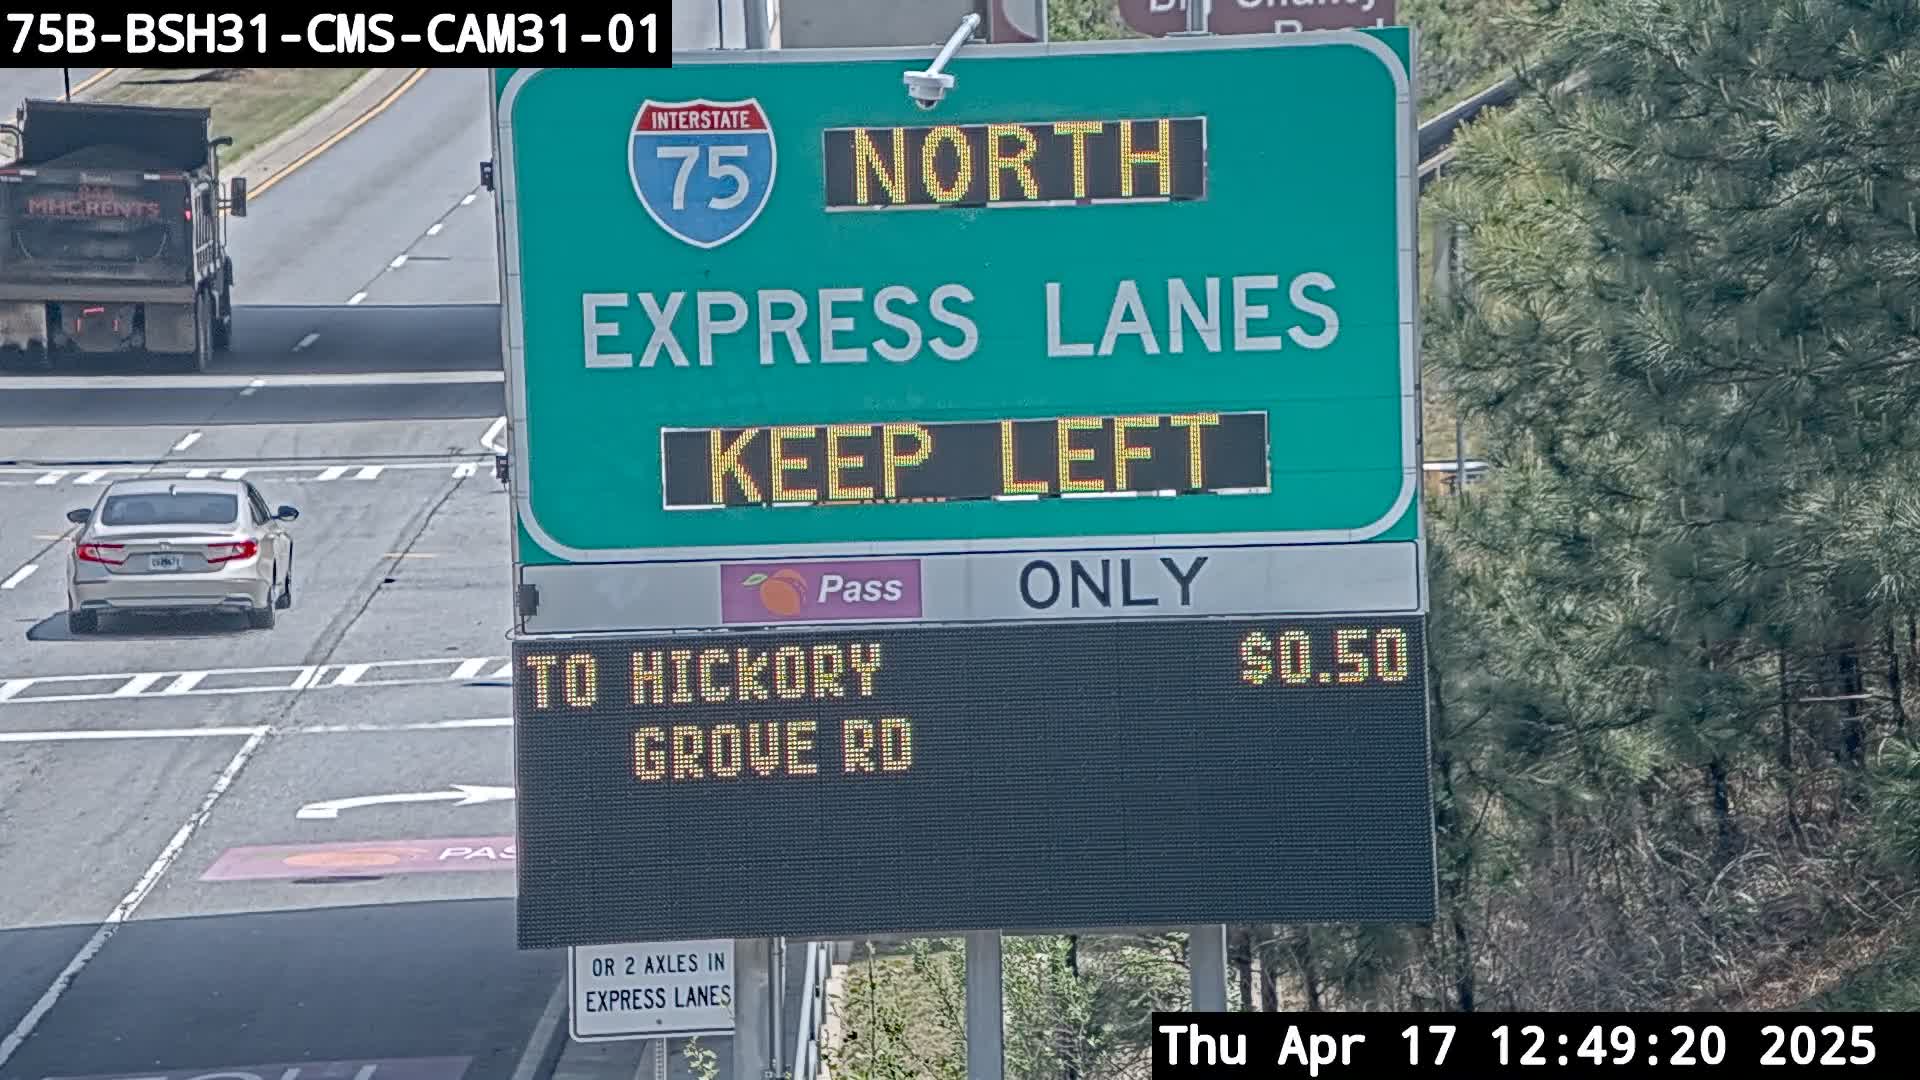 75B-BSH31-CMS-CAM31-01
MHC RENTS
INTERSTATE
75
NORTH
EXPRESS LANES
KEEP LEFT
Pass ONLY
TO HICKORY $0.50
GROVE RD
OR 2 AXLES IN
EXPRESS LANES
Thu Apr 17 12:49:20 2025